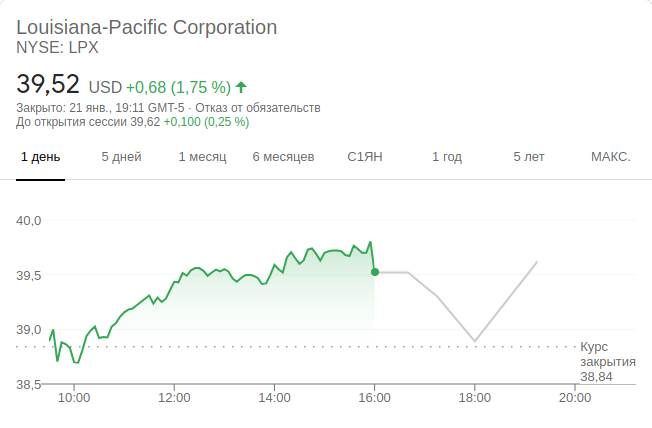 Louisiana-Pacific Corporation
NYSE: LPX
39,52 USD +0,68 (1,75 %)
Закрыто: 21 янв., 19:11 GMT-5 · Отказ от обязательств
До открытия сессии 39,62 +0,100 (0,25 %)
1 день 5 дней 1 месяц 6 месяцев С1ЯН 1 год 5 лет МАКС.
40,0
39,5
39,0
Курс
закрытия
38,84
38,5
10:00 12:00 14:00 16:00 18:00 20:00